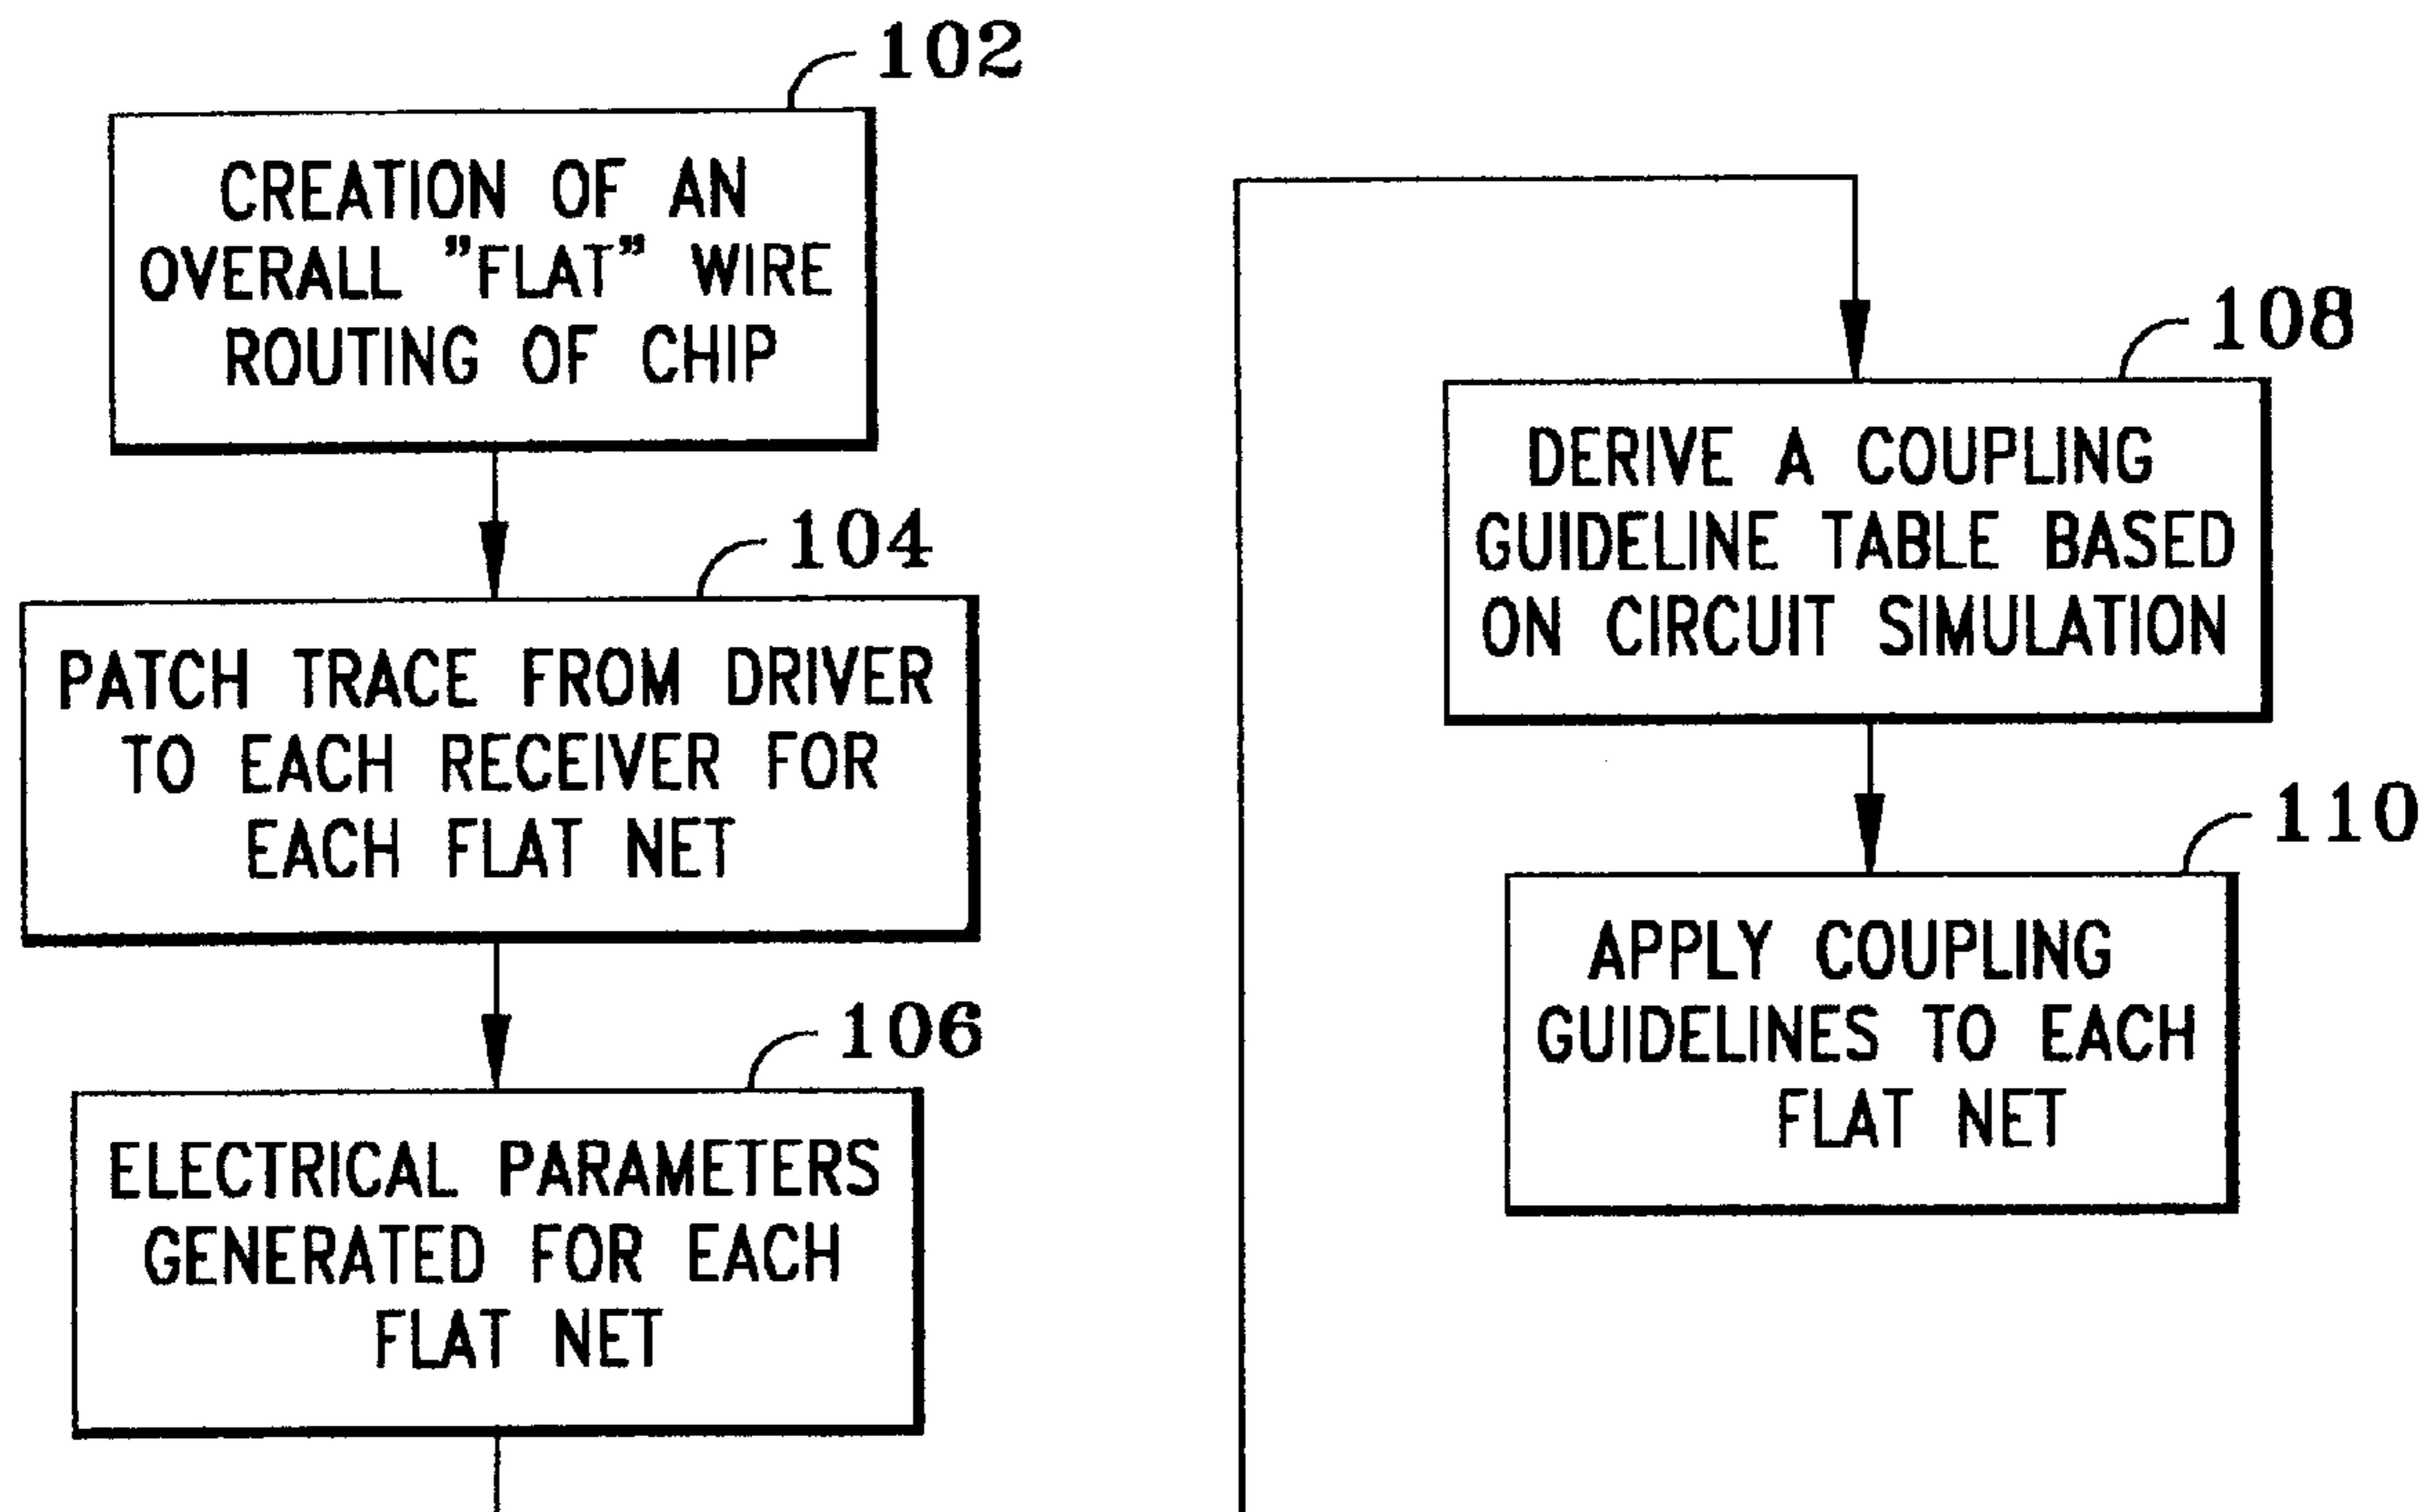 102
CREATION OF AN
OVERALL "FLAT" WIRE
ROUTING OF CHIP
104
PATCH TRACE FROM DRIVER
TO EACH RECEIVER FOR
EACH FLAT NET
106
ELECTRICAL PARAMETERS
GENERATED FOR EACH
FLAT NET
108
DERIVE A COUPLING
GUIDELINE TABLE BASED
ON CIRCUIT SIMULATION
110
APPLY COUPLING
GUIDELINES TO EACH
FLAT NET